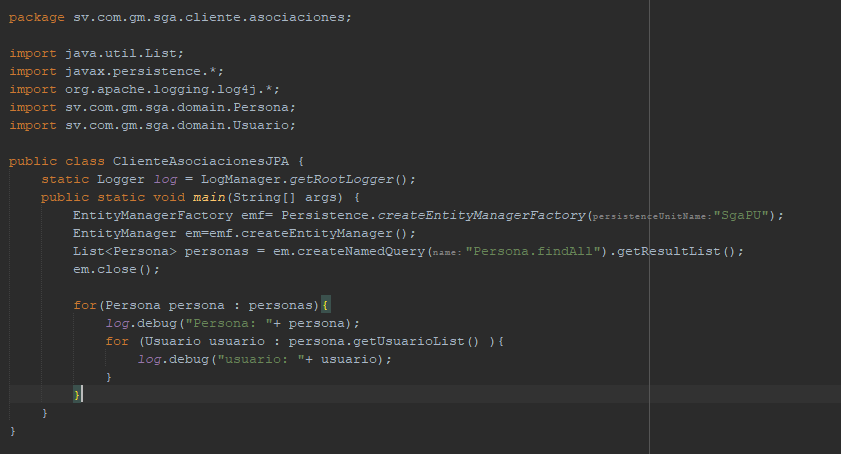 package sv.com.gm.sga.cliente.asociaciones;
import java.util.List;
import javax.persistence.*;
import org.apache.logging.log4j.*;
import sv.com.gm.sga.domain.Persona;
import sv.com.gm.sga.domain.Usuario;
public class ClienteAsociacionesJPA {
    static Logger log = LogManager.getRootLogger();
    public static void main(String[] args) {
        EntityManagerFactory emf= Persistence.createEntityManagerFactory(persistenceUnitName:"SgaPU");
        EntityManager em=emf.createEntityManager();
        List<Persona> personas = em.createNamedQuery(name:"Persona.findAll").getResultList();
        em.close();
        for(Persona persona : personas){
            log.debug("Persona: "+ persona);
            for (Usuario usuario : persona.getUsuarioList() ){
                log.debug("usuario: "+ usuario);
            }
        }
    }
}